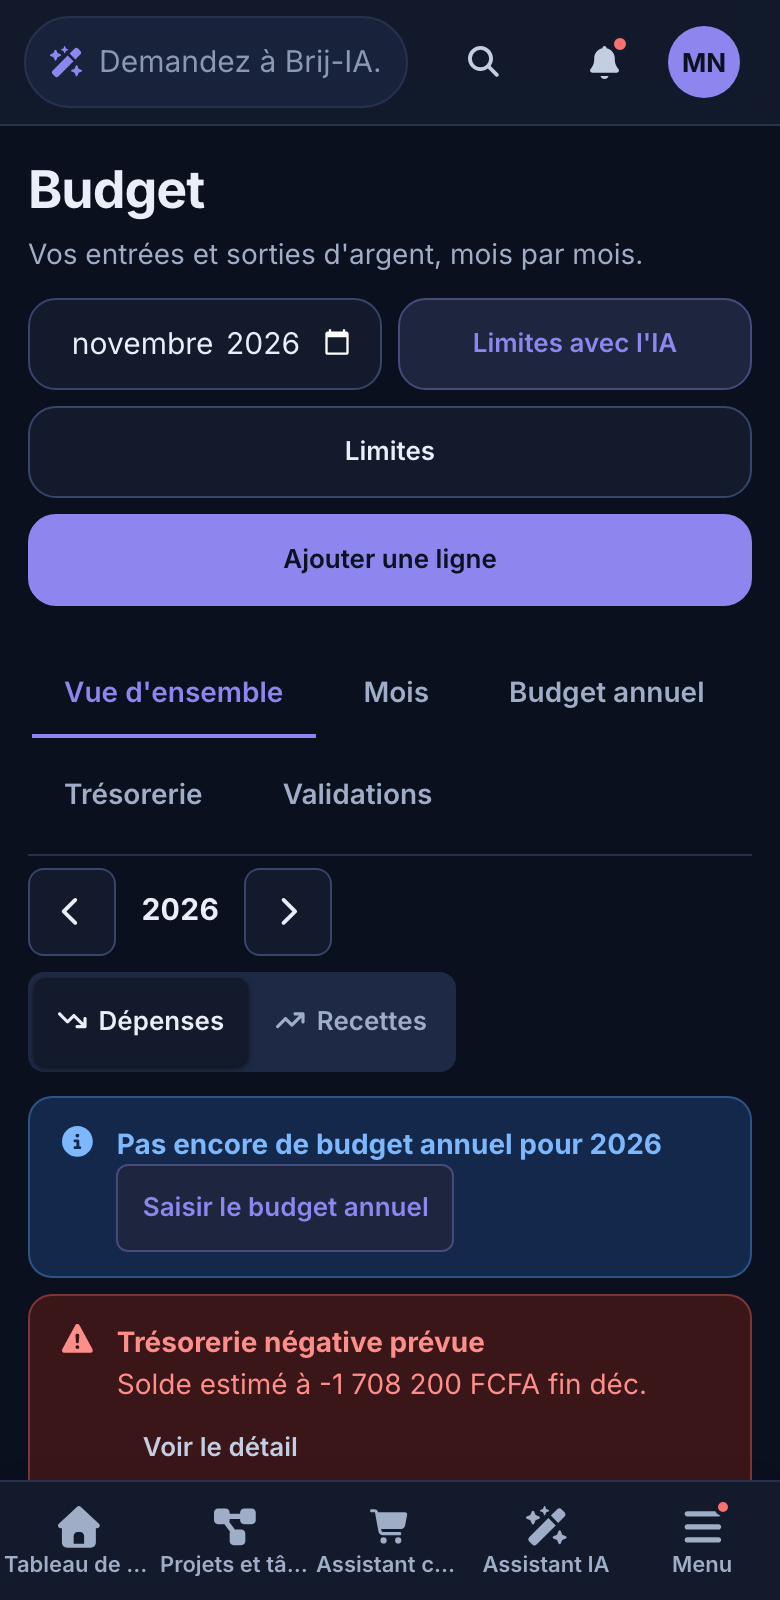 Demandez à Brij-IA.
MN
Budget
Vos entrées et sorties d'argent, mois par mois.
novembre 2026
Limites avec l'IA
Limites
Ajouter une ligne
Vue d'ensemble
Mois
Budget annuel
Trésorerie
Validations
2026
Dépenses
Recettes
Pas encore de budget annuel pour 2026
Saisir le budget annuel
Trésorerie négative prévue
Solde estimé à -1 708 200 FCFA fin déc.
Voir le détail
Tableau de ...
Projets et tâ...
Assistant c...
Assistant IA
Menu